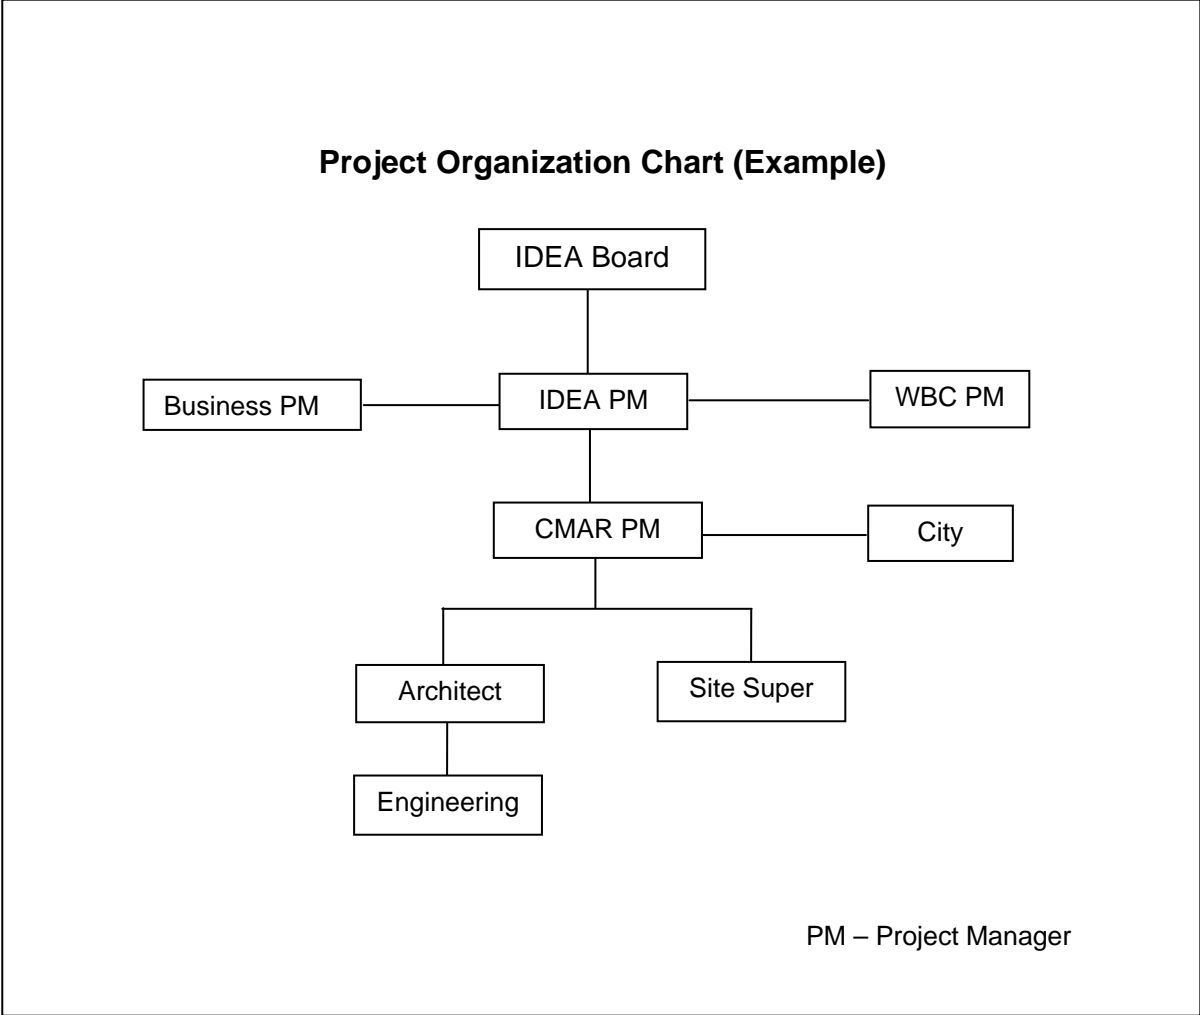 Project Organization Chart (Example)
IDEA Board
Business PM
IDEA PM
WBC PM
CMAR PM
City
Architect
Site Super
Engineering
PM – Project Manager